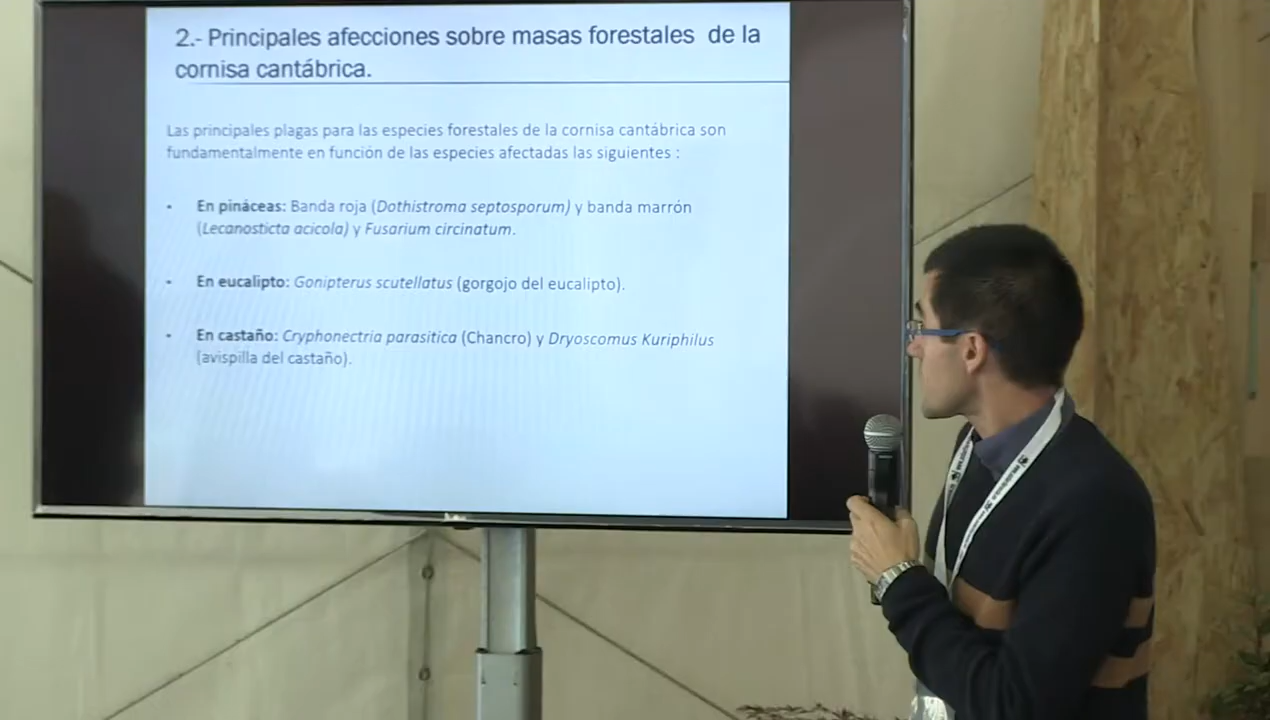 2.- Principales afecciones sobre masas forestales de la
cornisa cantábrica.
Las principales plagas para las especies forestales de la cornisa cantábrica son
fundamentalmente en función de las especies afectadas las siguientes :
- En pináceas: Banda roja (Dothistroma septosporum) y banda marrón
(Lecanosticta acicola) y Fusarium circinatum.
- En eucalipto: Gonipterus scutellatus (gorgojo del eucalipto).
- En castaño: Cryphonectria parasitica (Chancro) y Dryoscomus Kuriphilus
(avispilla del castaño).